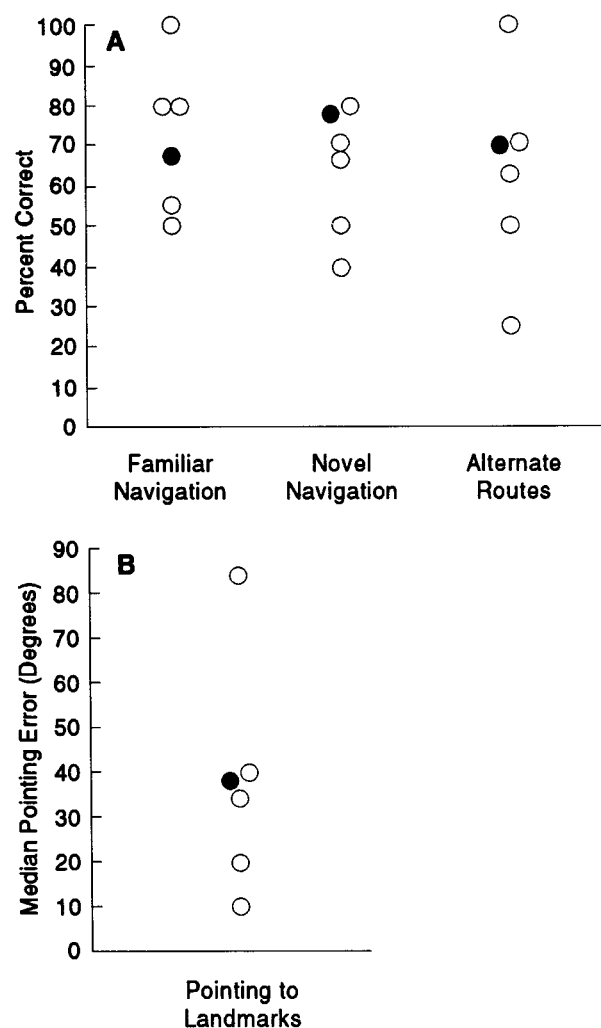 A
Percent Correct
100
90
80
70
60
50
40
30
20
10
0
Familiar
Navigation
Novel
Navigation
Alternate
Routes
B
Median Pointing Error (Degrees)
90
80
70
60
50
40
30
20
10
0
Pointing to
Landmarks